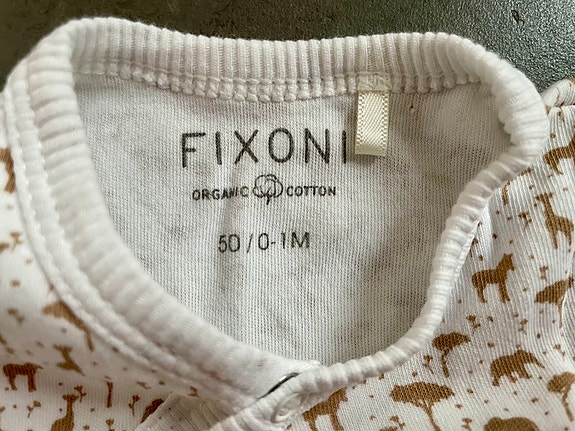 FIXONI
ORGANIC COTTON
50 / 0-1M